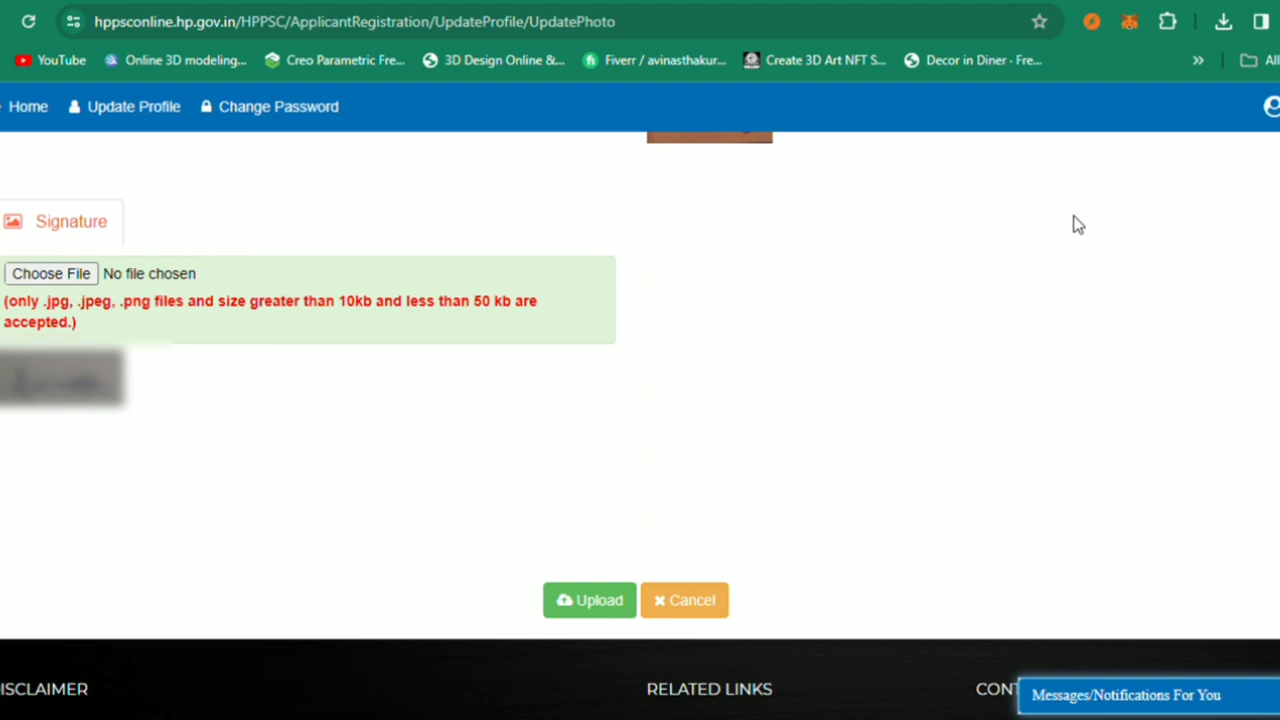 hppsconline.hp.gov.in/HPPSC/ApplicantRegistration/UpdateProfile/UpdatePhoto
YouTube Online 3D modeling... Creo Parametric Fre... 3D Design Online &... Fiverr / avinasthakur... Create 3D Art NFT S... Decor in Diner · Fre... » All
Home Update Profile Change Password
Signature
Choose File No file chosen
(only .jpg, .jpeg, .png files and size greater than 10kb and less than 50 kb are
accepted.)
Upload Cancel
ISCLAIMER RELATED LINKS CONT
Messages/Notifications For You